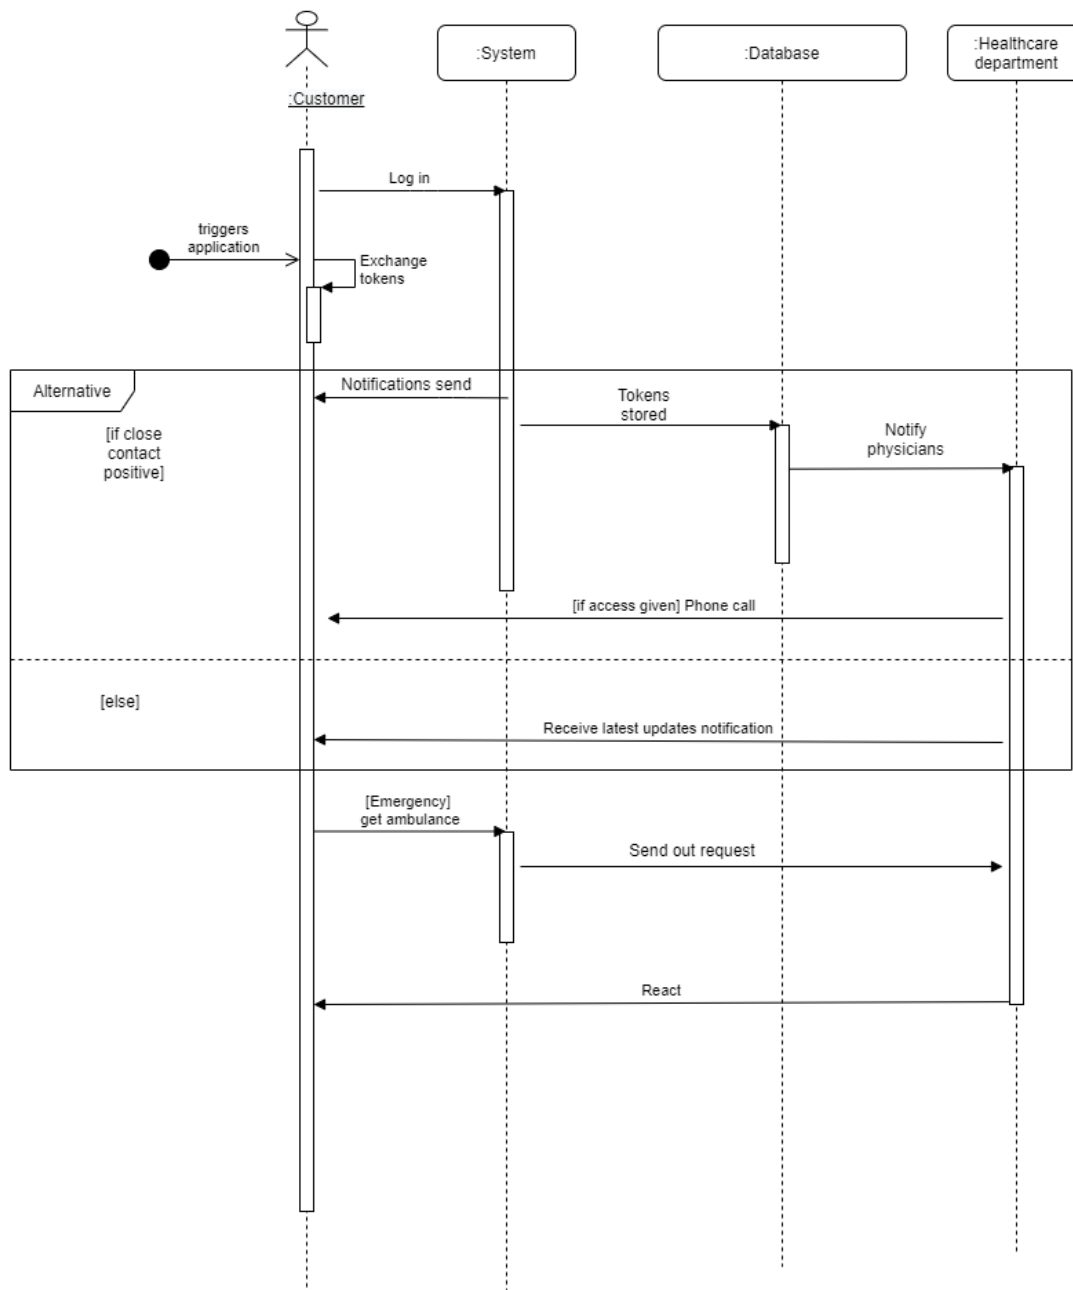 :System
:Database
:Healthcare
department
:Customer
Log in
triggers
application
Exchange
tokens
Alternative
Notifications send
Tokens
stored
[if close
contact
positive]
Notify
physicians
[if access given] Phone call
[else]
Receive latest updates notification
[Emergency]
get ambulance
Send out request
React